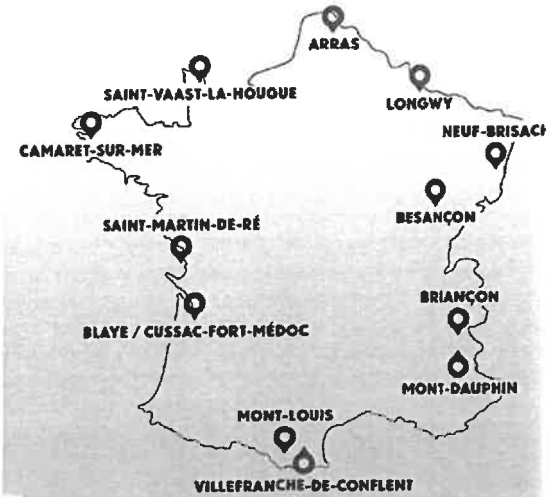 ARRAS
SAINT-VAAST-LA-HOUGUE
LONGWY
NEUF-BRISACH
CAMARET-SUR-MER
BESANÇON
SAINT-MARTIN-DE-RÉ
BRIANÇON
BLAYE / CUSSAC-FORT-MÉDOC
MONT-DAUPHIN
MONT-LOUIS
VILLEFRANCHE-DE-CONFLENT